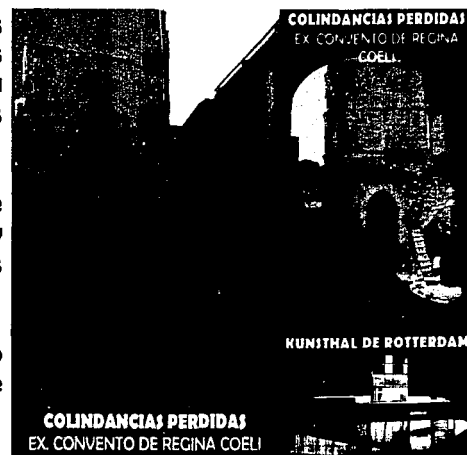 COLINDANCIAS PERDIDAS
EX. CONVENTO DE REGINA
COELI.
KUNSTHAL DE ROTTERDAM
COLINDANCIAS PERDIDAS
EX. CONVENTO DE REGINA COELI